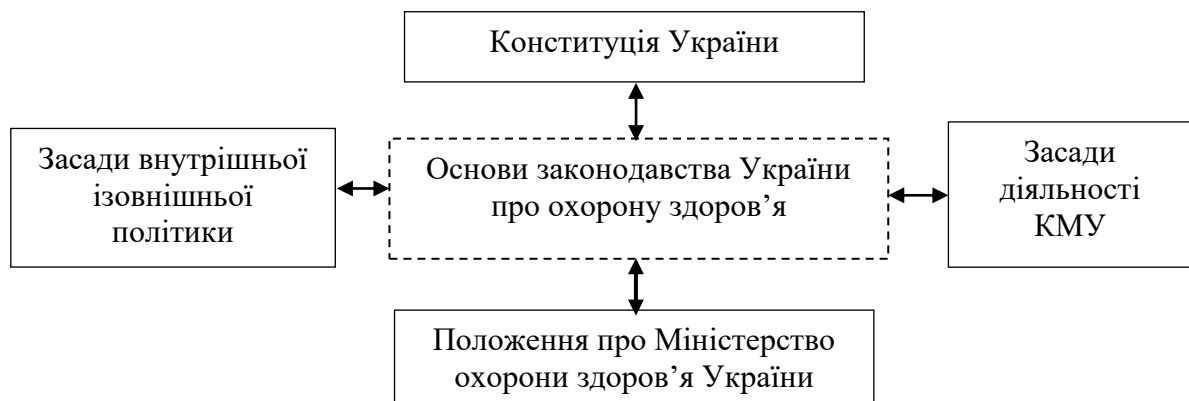 Конституція України
Засади внутрішньої
ізовнішньої
політики
Основи законодавства України
про охорону здоров’я
Засади
діяльності
КМУ
Положення про Міністерство
охорони здоров’я України